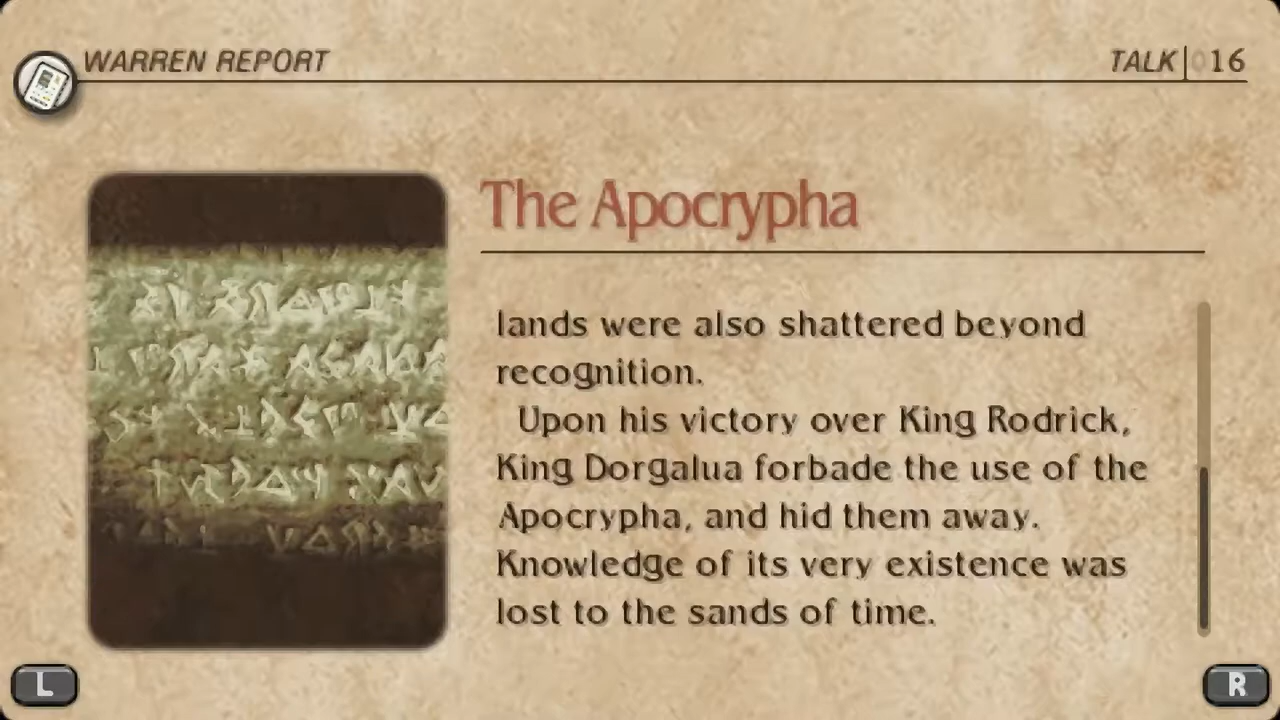 WARREN REPORT
TALK|016
The Apocrypha
lands were also shattered beyond
recognition.
Upon his victory over King Rodrick,
King Dorgalua forbade the use of the
Apocrypha, and hid them away.
Knowledge of its very existence was
lost to the sands of time.
L
R